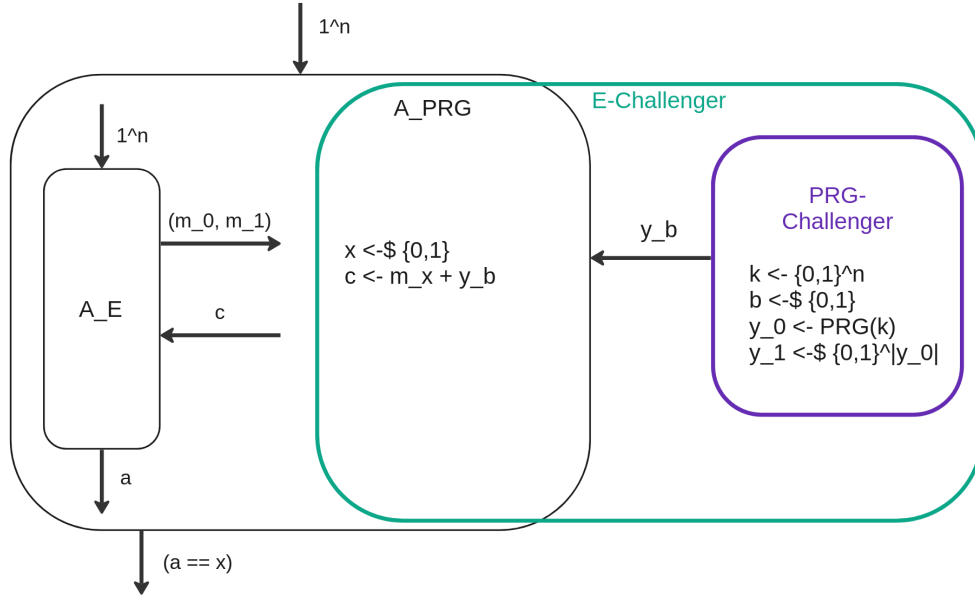 1^n
E-Challenger
A_PRG
1^n
(m_0, m_1)
A_E
c
a
x <-$ {0,1}
c <- m_x + y_b
y_b
PRG-
Challenger
k <- {0,1}^n
b <-$ {0,1}
y_0 <- PRG(k)
y_1 <-$ {0,1}^|y_0|
(a == x)